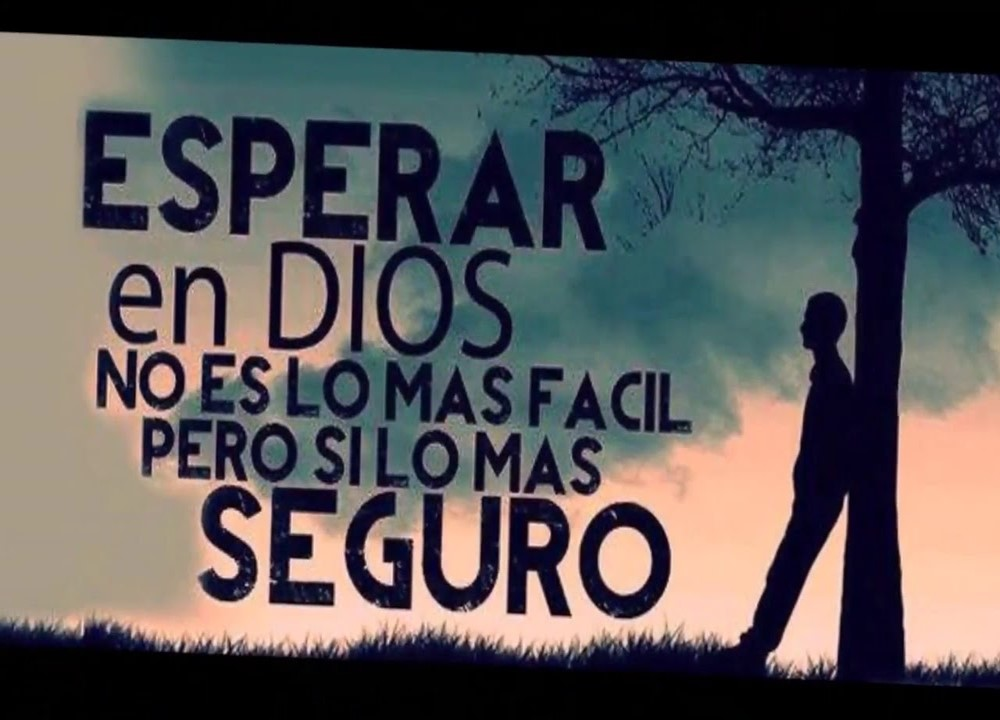 ESPERAR
en DIOS
NO ES LO MAS FACIL
PERO SI LO MAS
SEGURO